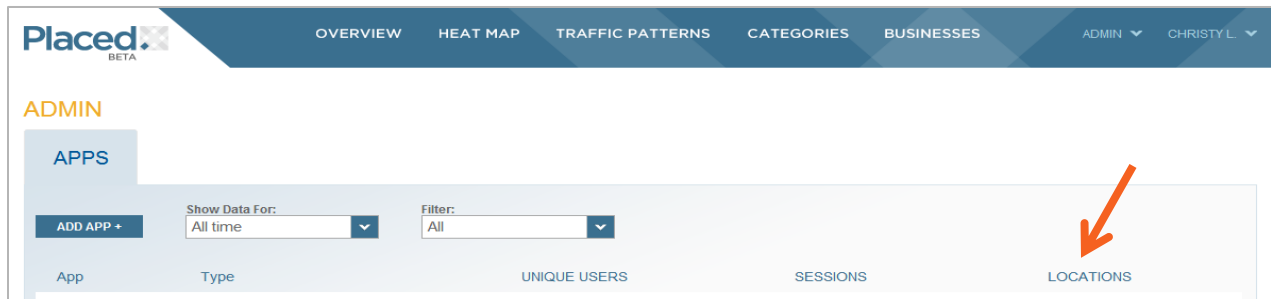 Placed. OVERVIEW HEAT MAP TRAFFIC PATTERNS CATEGORIES BUSINESSES ADMIN CHRISTY L.
BETA
ADMIN
APPS
Show Data For: Filter:
ADD APP + All time All
App Type UNIQUE USERS SESSIONS LOCATIONS